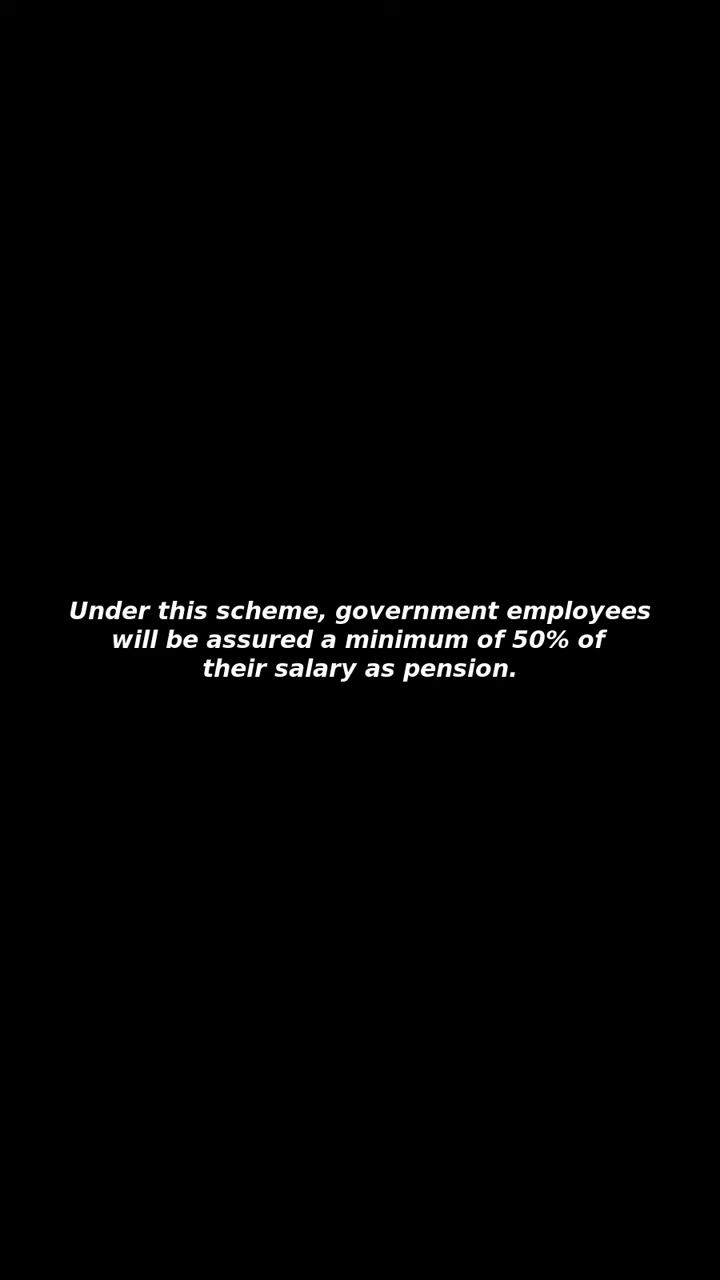 Under this scheme, government employees
will be assured a minimum of 50% of
their salary as pension.